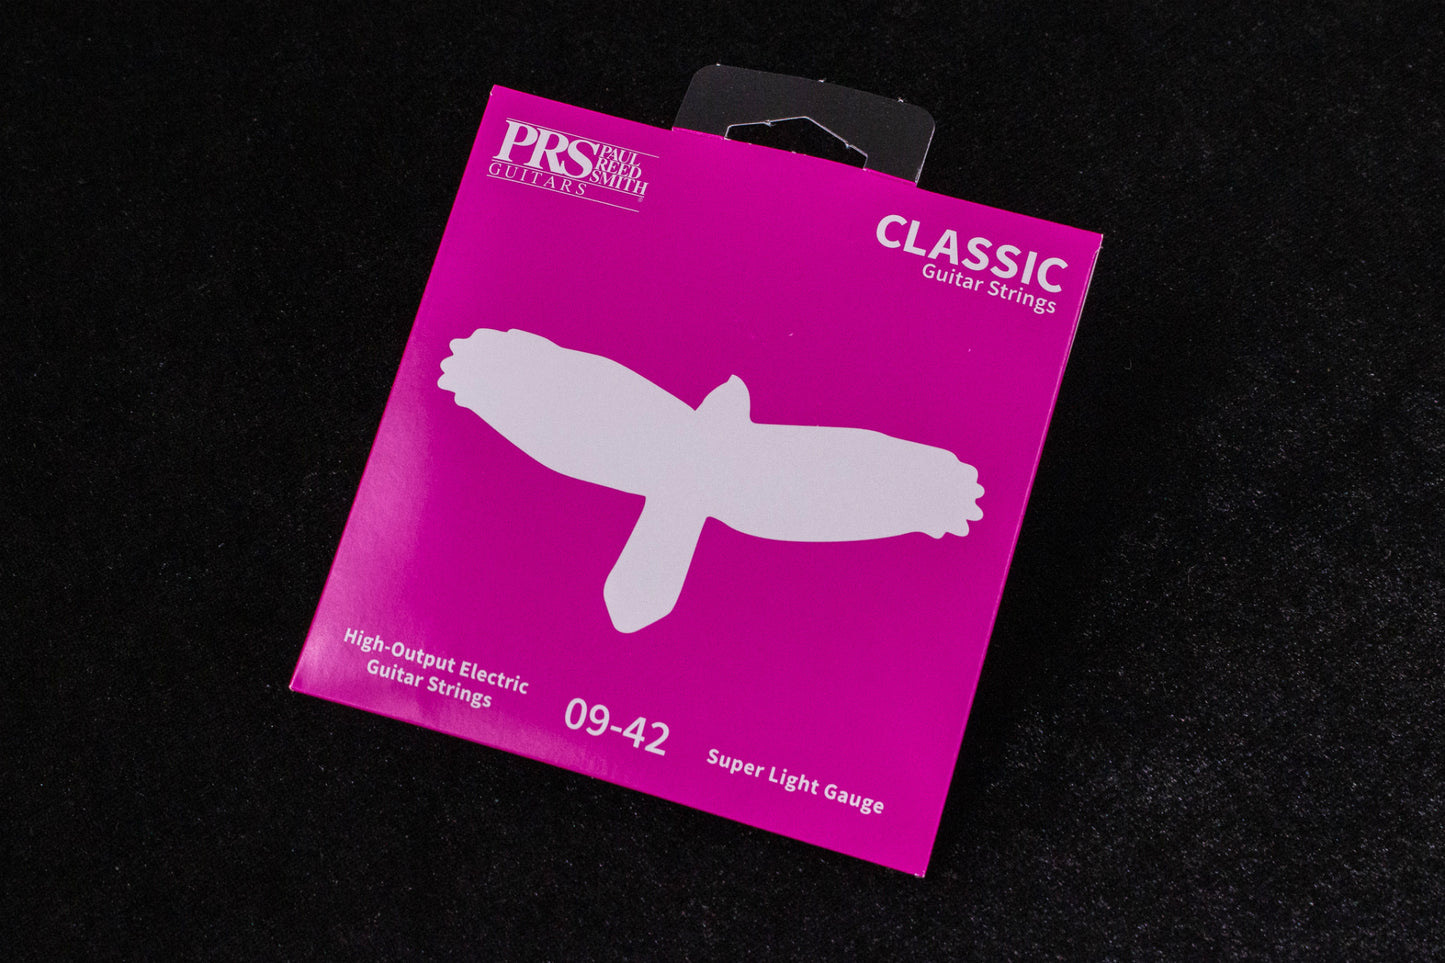 PRS PAUL
REED
SMITH®
GUITARS
CLASSIC
Guitar Strings
High-Output Electric
Guitar Strings
09-42
Super Light Gauge